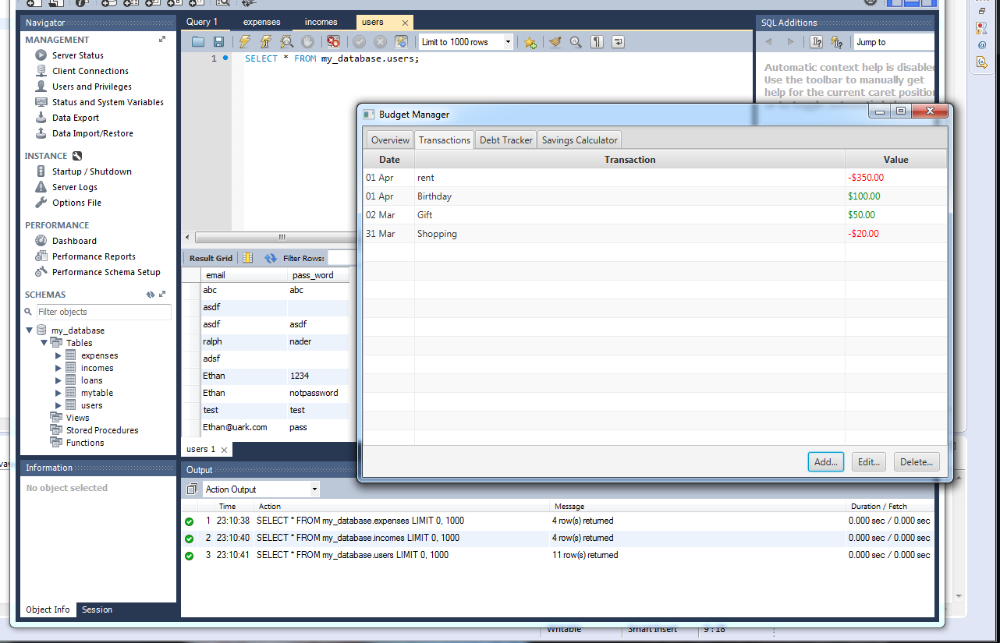 Query 1 expenses incomes users
Navigator
MANAGEMENT
Server Status
Client Connections
Users and Privileges
Status and System Variables
Data Export
Data Import/Restore
INSTANCE
Startup / Shutdown
Server Logs
Options File
PERFORMANCE
Dashboard
Performance Reports
Performance Schema Setup
SCHEMAS
Filter objects
my_database
Tables
expenses
incomes
loans
mytable
users
Views
Stored Procedures
Functions
Information
No object selected
Object Info Session
Limit to 1000 rows
1 SELECT * FROM my_database.users;
SQL Additions
Jump to
Automatic context help is disabled
Use the toolbar to manually get
help for the current caret position
Result Grid Filter Rows:
email pass_word
abc abc
asdf
asdf asdf
ralph nader
adsf
Ethan 1234
Ethan notpassword
test test
Ethan@uark.com pass
users 1
Budget Manager
Overview Transactions Debt Tracker Savings Calculator
Date Transaction Value
01 Apr rent -$350.00
01 Apr Birthday $100.00
02 Mar Gift $50.00
31 Mar Shopping -$20.00
Add... Edit... Delete...
Output
Action Output
Time Action Message Duration / Fetch
1 23:10:38 SELECT * FROM my_database.expenses LIMIT 0, 1000 4 row(s) returned 0.000 sec / 0.000 sec
2 23:10:40 SELECT * FROM my_database.incomes LIMIT 0, 1000 4 row(s) returned 0.000 sec / 0.000 sec
3 23:10:41 SELECT * FROM my_database.users LIMIT 0, 1000 11 row(s) returned 0.000 sec / 0.000 sec
Writable Smart Insert 9 : 18